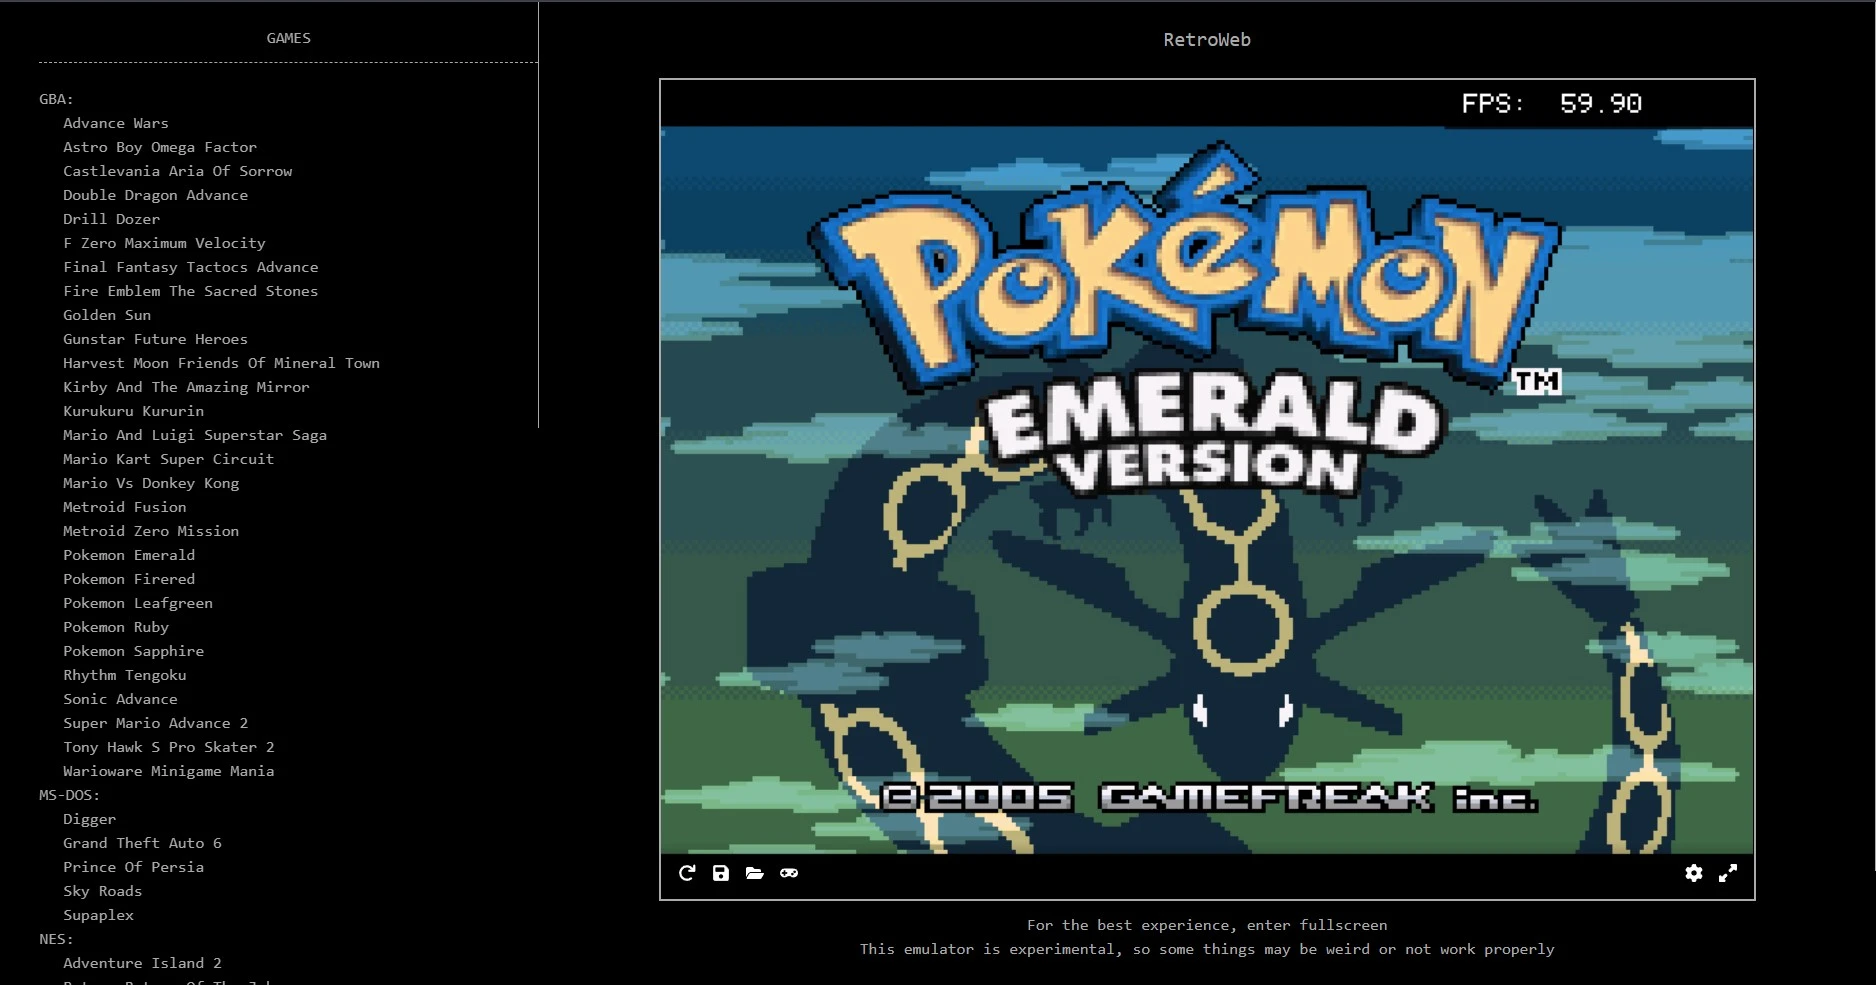 GAMES
GBA:
Advance Wars
Astro Boy Omega Factor
Castlevania Aria Of Sorrow
Double Dragon Advance
Drill Dozer
F Zero Maximum Velocity
Final Fantasy Tactocs Advance
Fire Emblem The Sacred Stones
Golden Sun
Gunstar Future Heroes
Harvest Moon Friends Of Mineral Town
Kirby And The Amazing Mirror
Kurukuru Kururin
Mario And Luigi Superstar Saga
Mario Kart Super Circuit
Mario Vs Donkey Kong
Metroid Fusion
Metroid Zero Mission
Pokemon Emerald
Pokemon Firered
Pokemon Leafgreen
Pokemon Ruby
Pokemon Sapphire
Rhythm Tengoku
Sonic Advance
Super Mario Advance 2
Tony Hawk S Pro Skater 2
Warioware Minigame Mania
MS-DOS:
Digger
Grand Theft Auto 6
Prince Of Persia
Sky Roads
Supaplex
NES:
Adventure Island 2
RetroWeb
FPS: 59.90
POKéMON
TM
EMERALD
VERSION
©2005 GAMEFREAK inc.
For the best experience, enter fullscreen
This emulator is experimental, so some things may be weird or not work properly